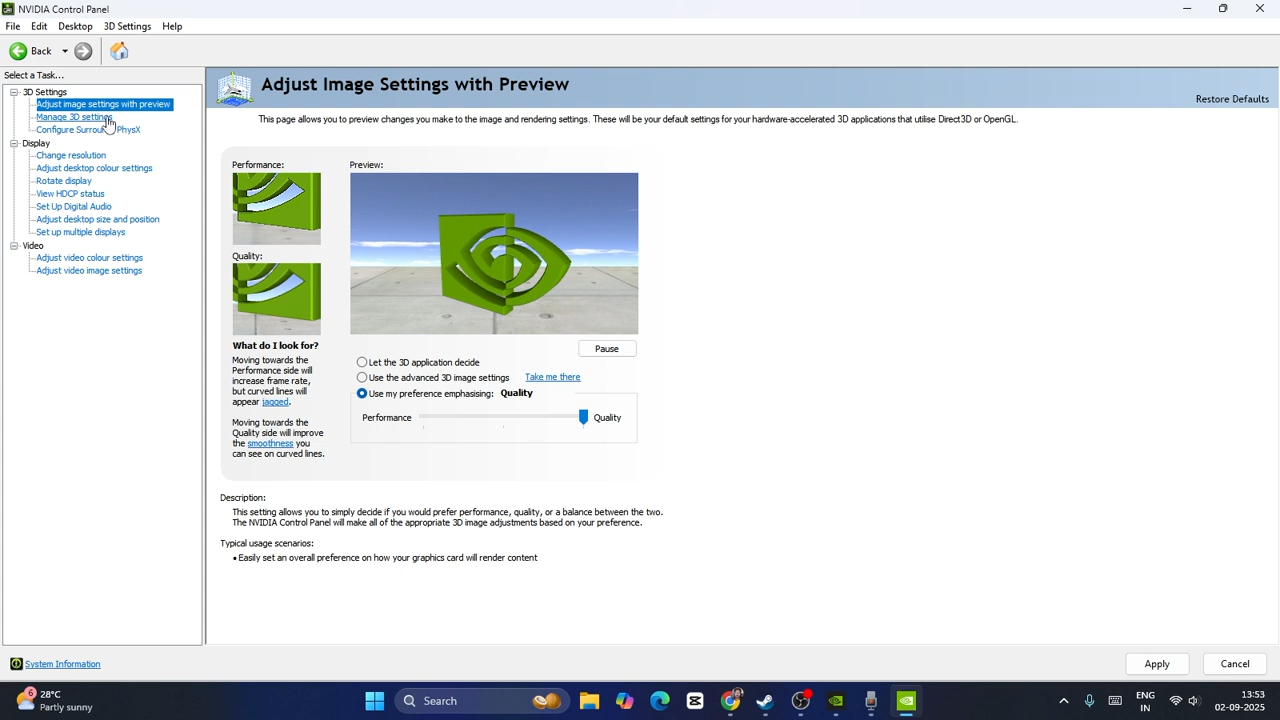 NVIDIA Control Panel
File Edit Desktop 3D Settings Help
Back
Select a Task...
3D Settings
Adjust image settings with preview
Manage 3D settings
Configure Surrou PhysX
Display
Change resolution
Adjust desktop colour settings
Rotate display
View HDCP status
Set Up Digital Audio
Adjust desktop size and position
Set up multiple displays
Video
Adjust video colour settings
Adjust video image settings
System Information
Adjust Image Settings with Preview
Restore Defaults
This page allows you to preview changes you make to the image and rendering settings. These will be your default settings for your hardware-accelerated 3D applications that utilise Direct3D or OpenGL.
Performance:
Quality:
What do I look for?
Moving towards the
Performance side will
increase frame rate,
but curved lines will
appear jagged.
Moving towards the
Quality side will improve
the smoothness you
can see on curved lines.
Preview:
Pause
Let the 3D application decide
Use the advanced 3D image settings Take me there
Use my preference emphasising: Quality
Performance Quality
Description:
This setting allows you to simply decide if you would prefer performance, quality, or a balance between the two.
The NVIDIA Control Panel will make all of the appropriate 3D image adjustments based on your preference.
Typical usage scenarios:
• Easily set an overall preference on how your graphics card will render content
Apply Cancel
6
28°C
Partly sunny
Search
ENG
IN
13:53
02-09-2025